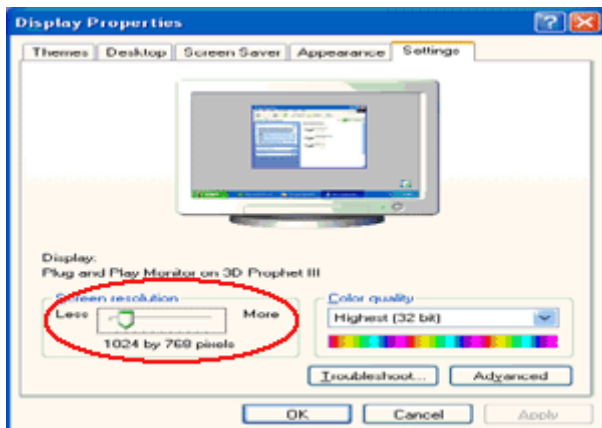 Display Properties
Themes Desktop Screen Saver Appearance Settings
Display:
Plug and Play Monitor on 3D Prophet III
Screen resolution
Less More
1024 by 768 pixels
Color quality
Highest (32 bit)
Troubleshoot... Advanced
OK Cancel Apply